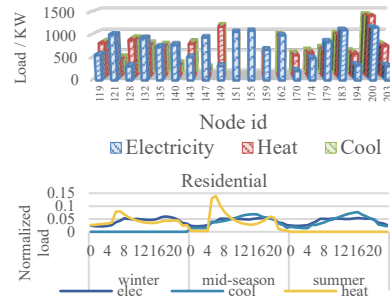 Load / KW
1500
1000
500
0
119 121 128 132 135 140 143 147 149 151 155 159 162 170 174 179 183 194 200 203
Node id
Electricity Heat Cool
Residential
Normalized load
0.15
0.1
0.05
0
0 4 8 1216 0 4 8 121620 0 4 8 121620
winter mid-season summer
elec cool heat